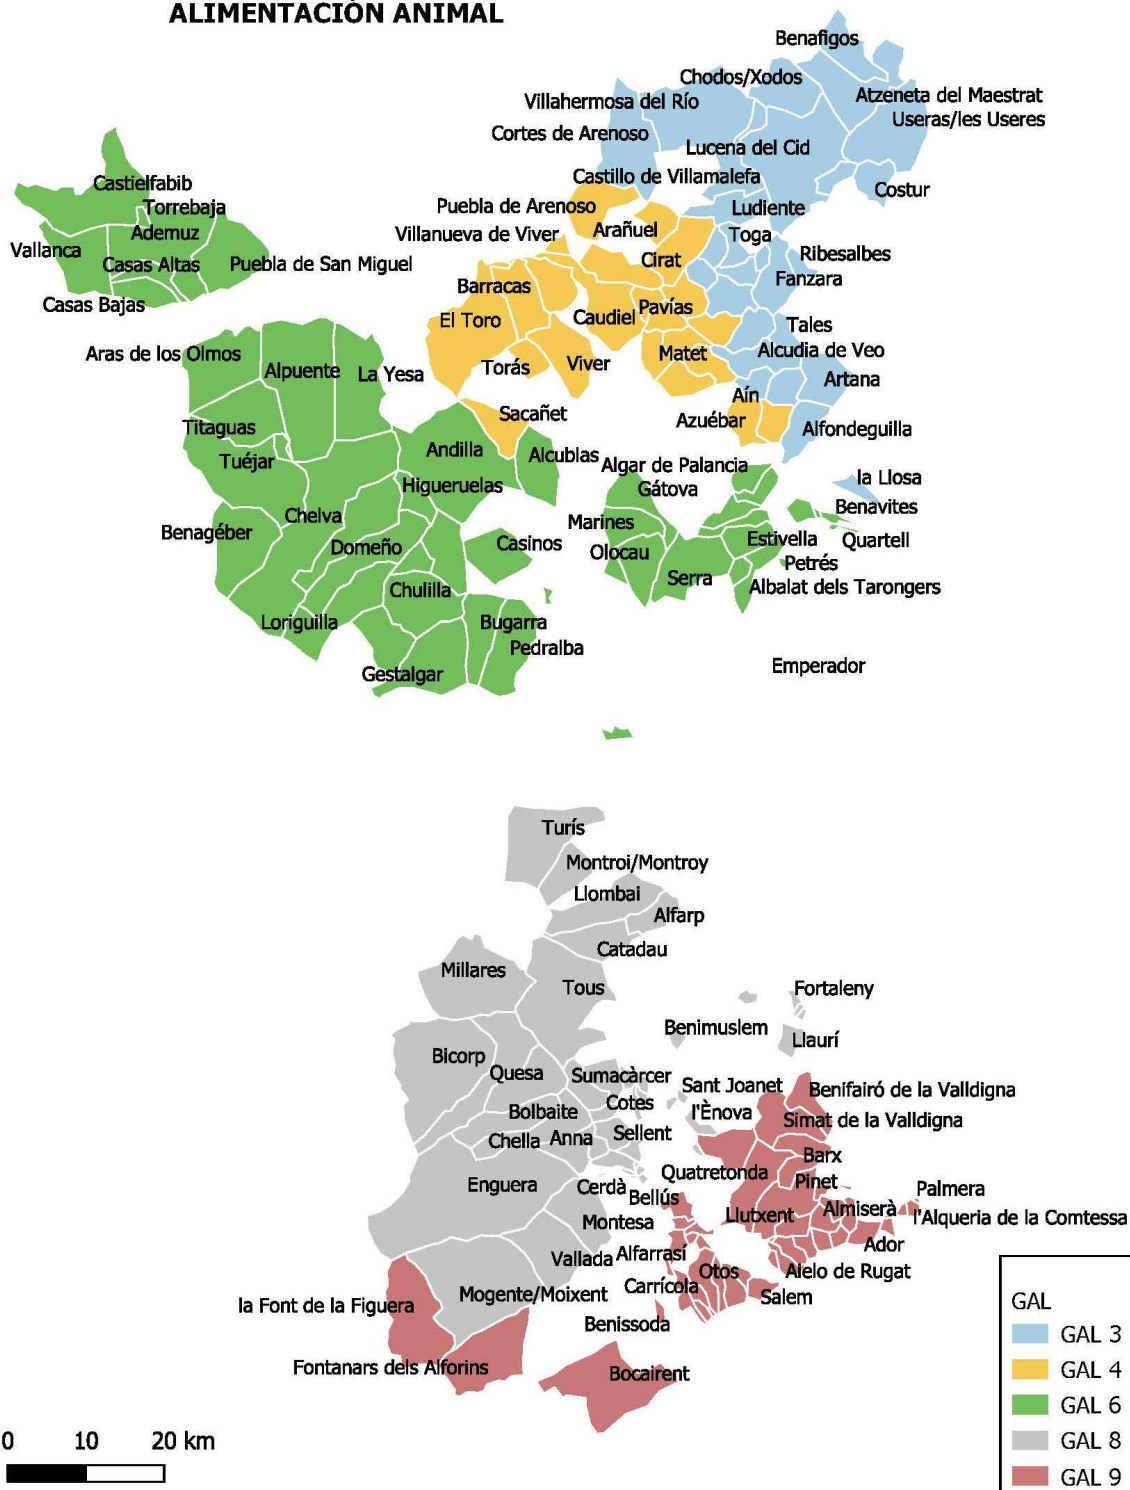 ALIMENTACIÓN ANIMAL
Benafigos
Chodos/Xodos
Villahermosa del Río
Atzeneta del Maestrat
Useras/les Useres
Cortes de Arenoso
Lucena del Cid
Castillo de Villamalefa
Castielfabib
Costur
Torrebaja
Puebla de Arenoso
Ludiente
Ademuz
Villanueva de Viver
Arañuel
Toga
Vallanca
Ribesalbes
Casas Altas
Puebla de San Miguel
Cirat
Fanzara
Barracas
Casas Bajas
El Toro
Caudiel
Pavías
Tales
Aras de los Olmos
Alcudia de Veo
Alpuente
La Yesa
Torás
Viver
Matet
Artana
Aín
Sacañet
Azuébar
Titaguas
Alfondeguilla
Andilla
Alcublas
Tuéjar
Algar de Palancia
la Llosa
Higueruelas
Gátova
Benavites
Chelva
Marines
Benagéber
Domeño
Casinos
Olocau
Estivella
Quartell
Petrés
Serra
Chulilla
Albalat dels Tarongers
Loriguilla
Bugarra
Pedralba
Gestalgar
Emperador
Turís
Montroi/Montroy
Llombai
Alfarp
Catadau
Millares
Tous
Fortaleny
Benimuslem
Llaurí
Bicorp
Quesa
Sumacàrcer
Sant Joanet
Benifairó de la Valldigna
Cotes
l'Ènova
Bolbaite
Simat de la Valldigna
Chella
Anna
Sellent
Barx
Quatretonda
Pinet
Enguera
Cerdà
Bellús
Palmera
Almiserà
Llutxent
l'Alqueria de la Comtessa
Montesa
Ador
Vallada
Alfarrasí
Otos
Aielo de Rugat
Carrícola
Mogente/Moixent
Salem
la Font de la Figuera
Benissoda
Fontanars dels Alforins
Bocairent
GAL
GAL 3
GAL 4
GAL 6
GAL 8
GAL 9
0 10 20 km